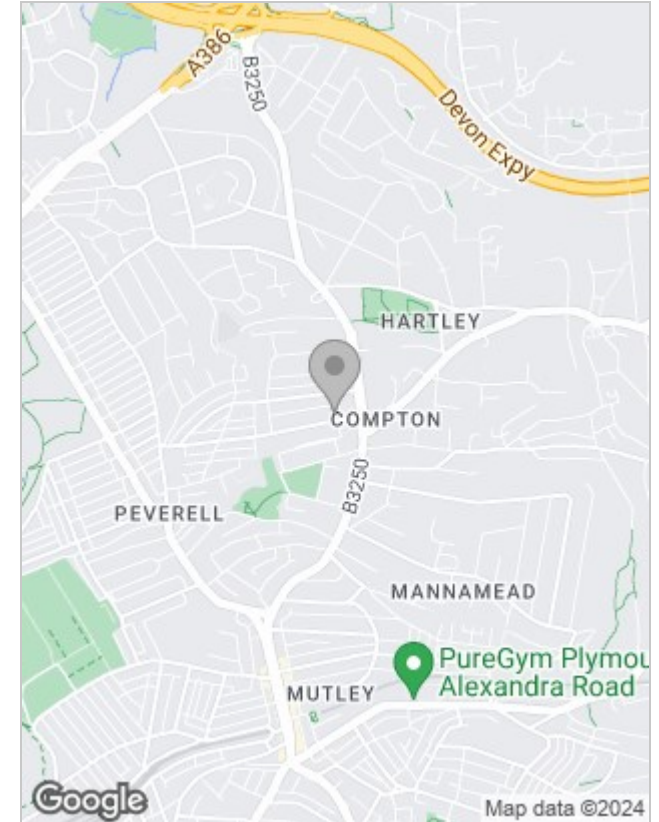 A386
B3250
Devon Expy
HARTLEY
COMPTON
B3250
PEVERELL
MANNAMEAD
PureGym Plymou
Alexandra Road
MUTLEY
Google
Map data ©2024